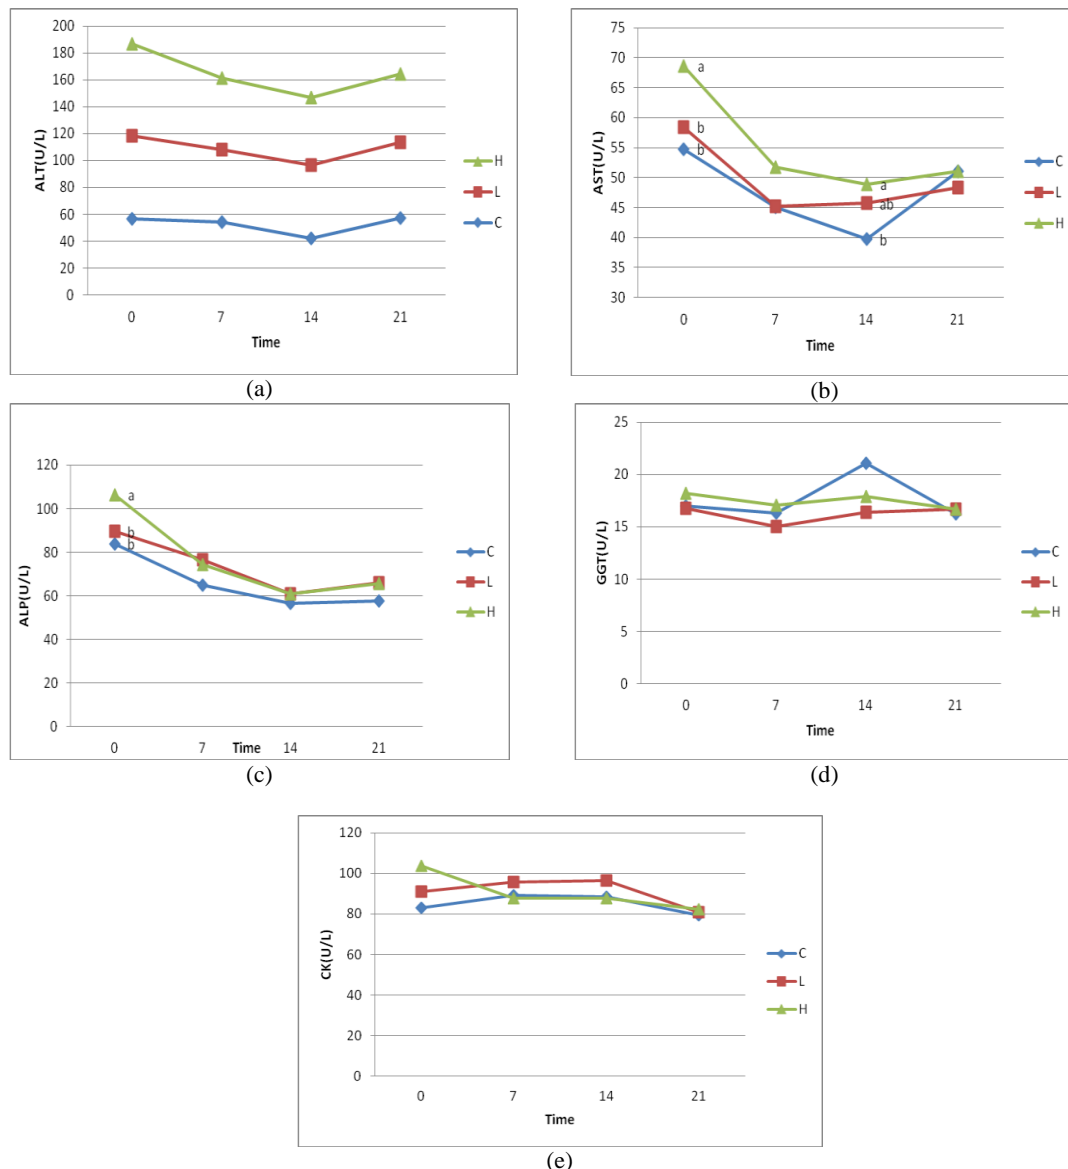 200
180
160
140
120
100
80
60
40
20
0
ALT(U/L)
0 7 14 21
Time
H
L
C
(a)
75
70
65
60
55
50
45
40
35
30
AST(U/L)
a
b
b
a
ab
b
0 7 14 21
Time
C
L
H
(b)
120
100
80
60
40
20
0
ALP(U/L)
a
b
b
0 7 Time 14 21
C
L
H
(c)
25
20
15
10
5
0
GGT(U/L)
0 7 14 21
Time
C
L
H
(d)
120
100
80
60
40
20
0
CK(U/L)
0 7 14 21
Time
C
L
H
(e)